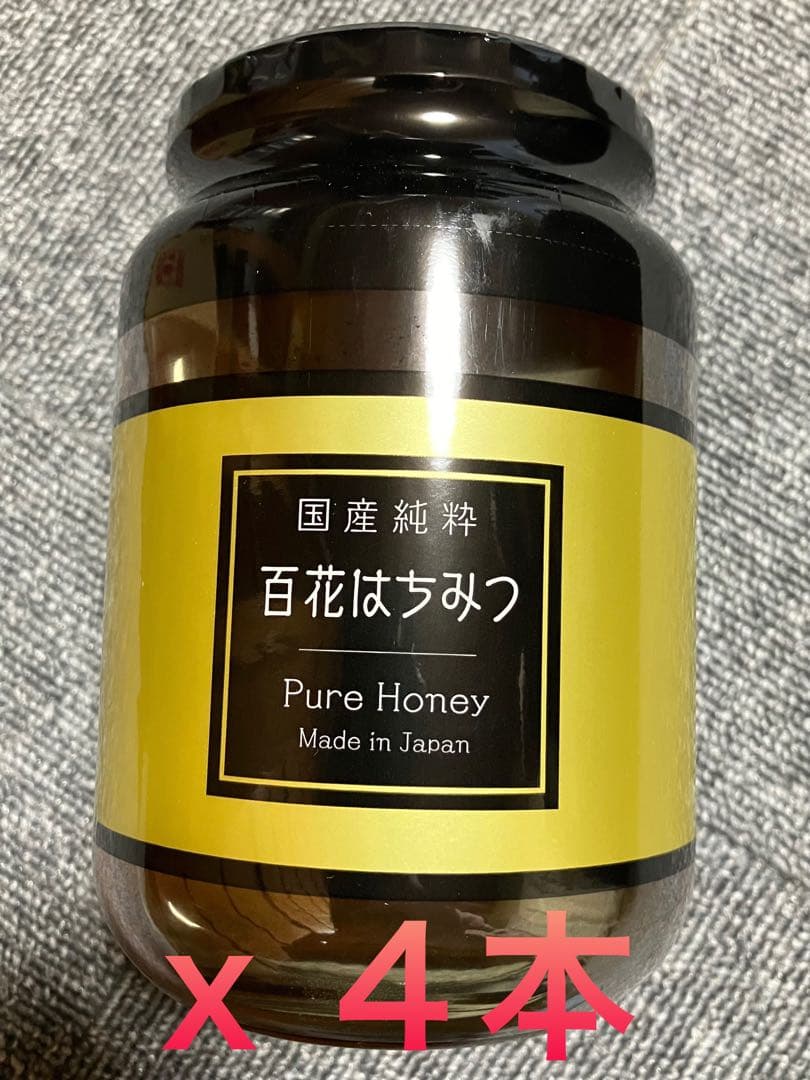 国産純粋
百花はちみつ
Pure Honey
Made in Japan
x 4本